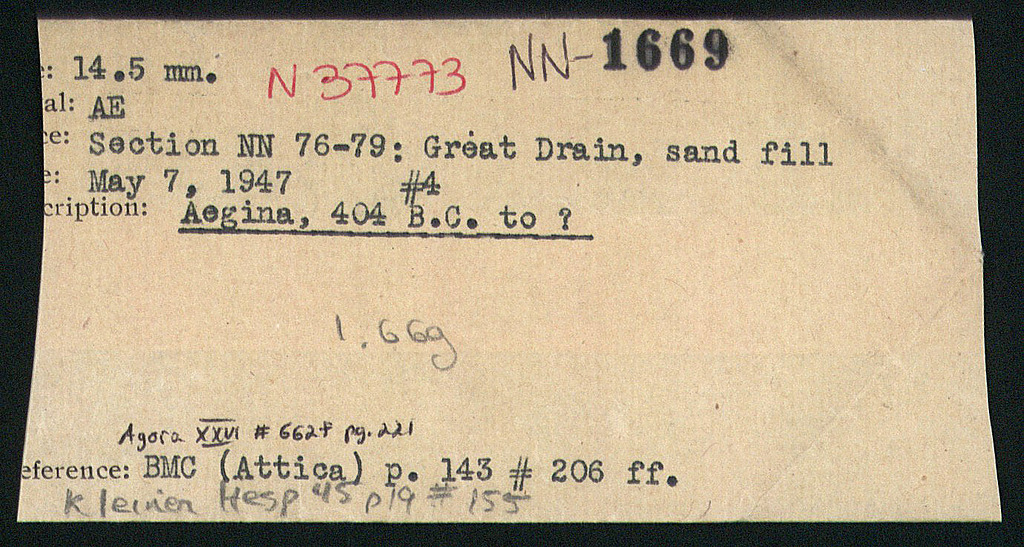 : 14.5 mm. N 37773 NN-1669
al: AE
ce: Section NN 76-79: Great Drain, sand fill
e: May 7, 1947 #4
cription: Aegina, 404 B.C. to ?
1.66g
Agora XXVI # 662f pg. 221
eference: BMC (Attica) p. 143 # 206 ff.
Kleiner Hesp 45 p19 # 155